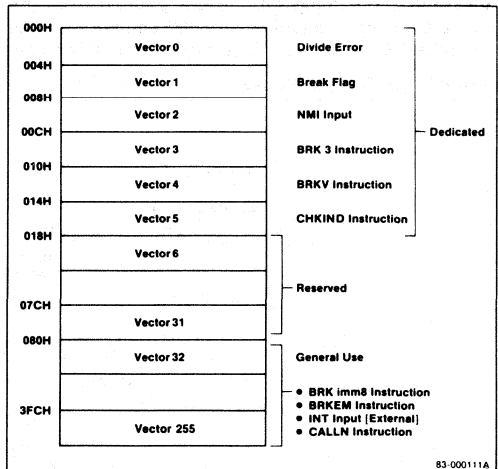 000H
Vector 0 Divide Error
004H
Vector 1 Break Flag
008H
Vector 2 NMI Input
00CH Dedicated
Vector 3 BRK 3 Instruction
010H
Vector 4 BRKV Instruction
014H
Vector 5 CHKIND Instruction
018H
Vector 6
Reserved
07CH
Vector 31
080H
Vector 32 General Use
• BRK imm8 Instruction
• BRKEM Instruction
3FCH • INT Input [External]
Vector 255 • CALLN Instruction
83-000111A